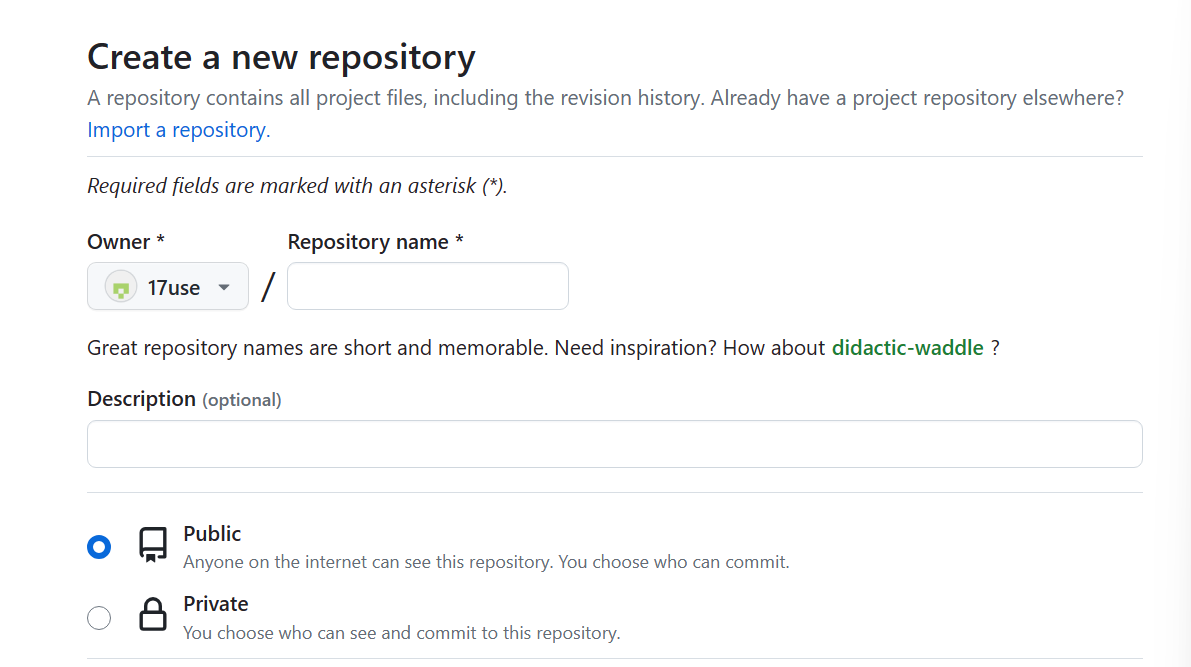 Create a new repository
A repository contains all project files, including the revision history. Already have a project repository elsewhere?
Import a repository.
Required fields are marked with an asterisk (*).
Owner * Repository name *
17use /
Great repository names are short and memorable. Need inspiration? How about didactic-waddle ?
Description (optional)
Public
Anyone on the internet can see this repository. You choose who can commit.
Private
You choose who can see and commit to this repository.